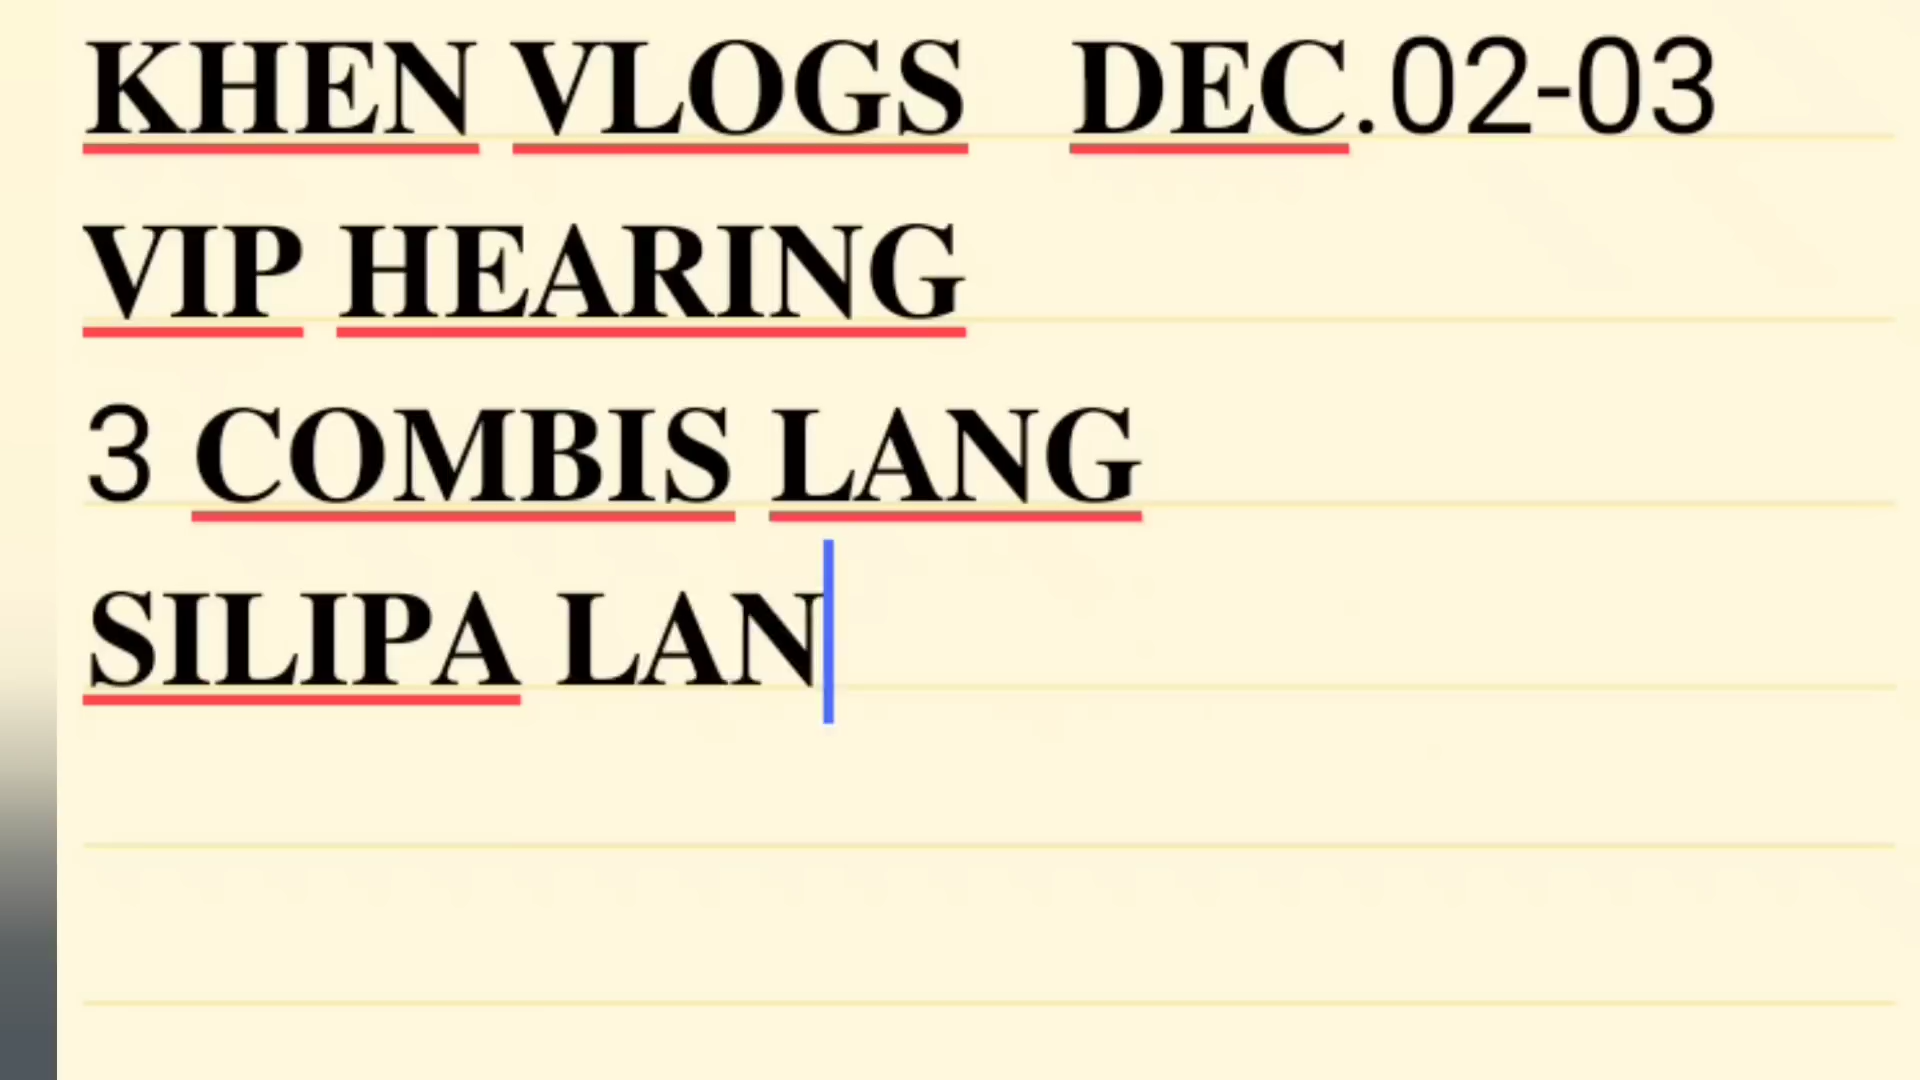 KHEN VLOGS DEC.02-03
VIP HEARING
3 COMBIS LANG
SILIPA LAN